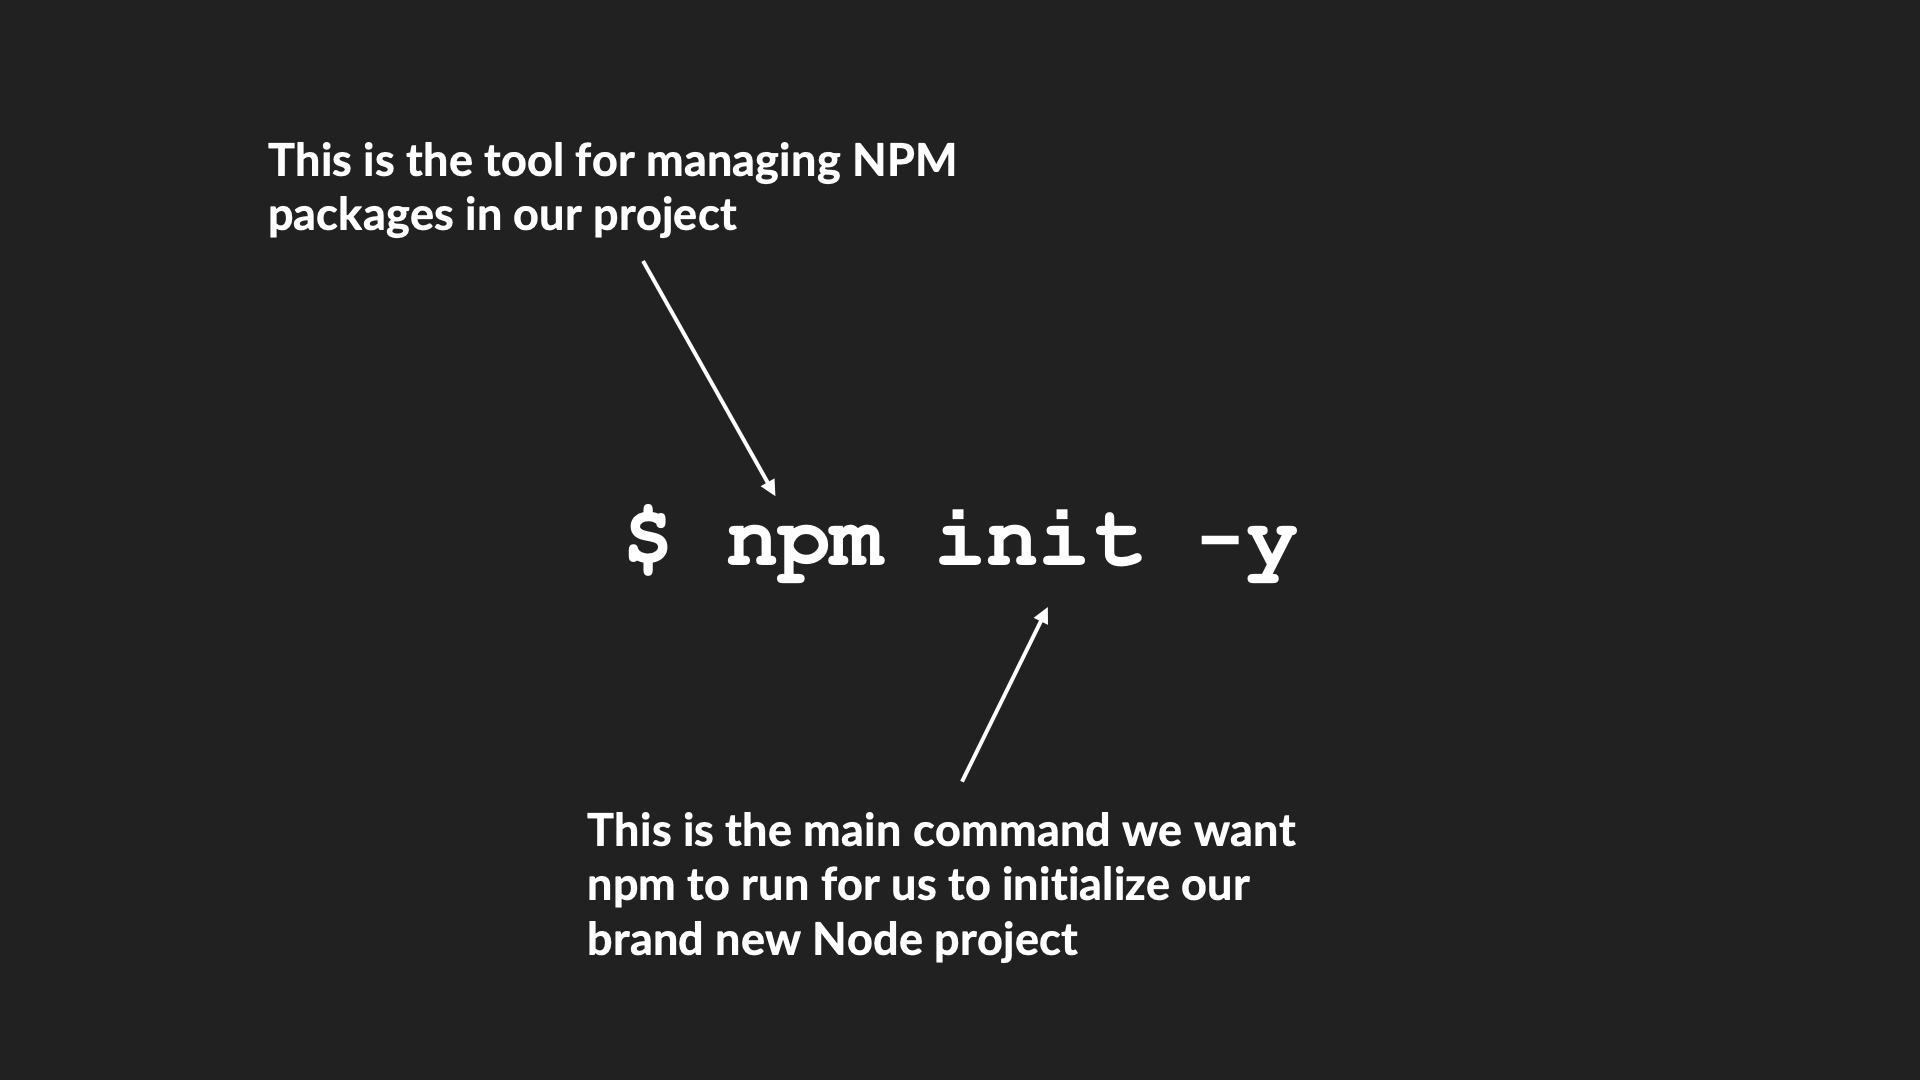 This is the tool for managing NPM
packages in our project
$ npm init -y
This is the main command we want
npm to run for us to initialize our
brand new Node project